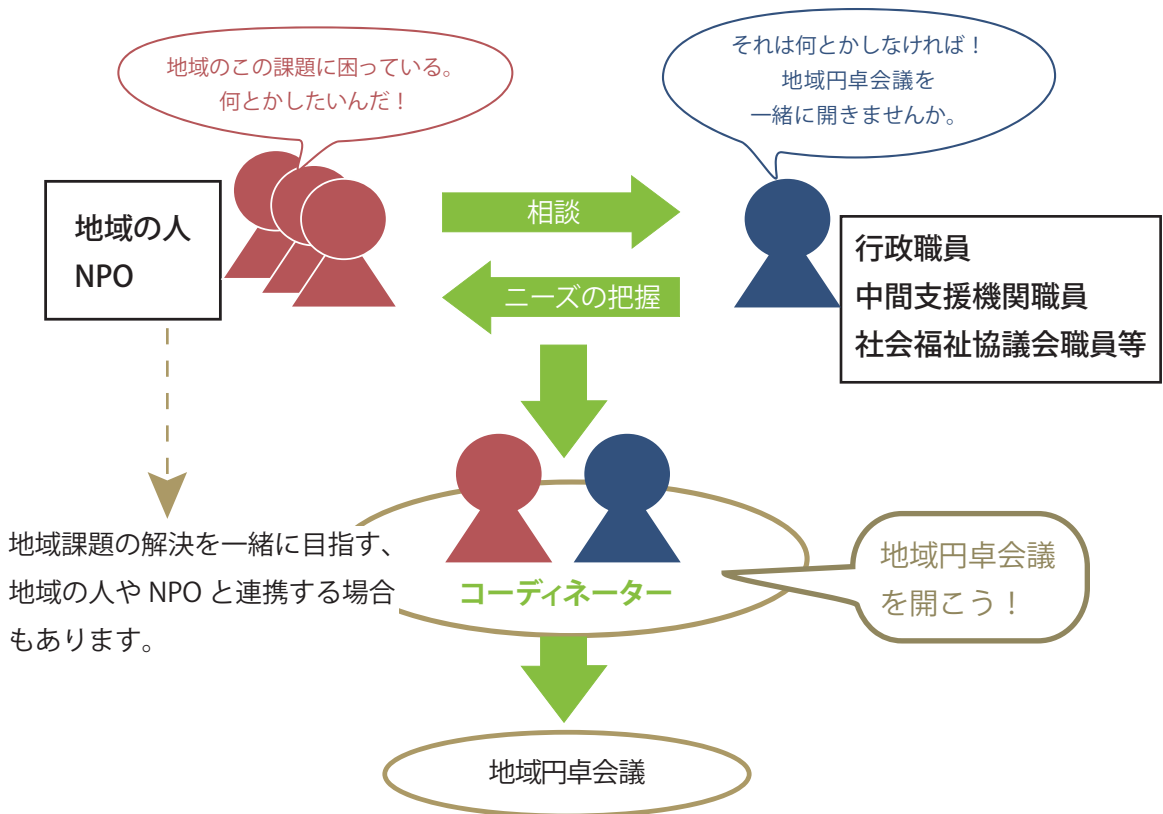 地域のこの課題に困っている。
何とかしたいんだ！
それは何とかしなければ！
地域円卓会議を
一緒に開きませんか。
地域の人
NPO
相談
ニーズの把握
行政職員
中間支援機関職員
社会福祉協議会職員等
地域課題の解決を一緒に目指す、
地域の人や NPO と連携する場合
もあります。
コーディネーター
地域円卓会議
を開こう！
地域円卓会議